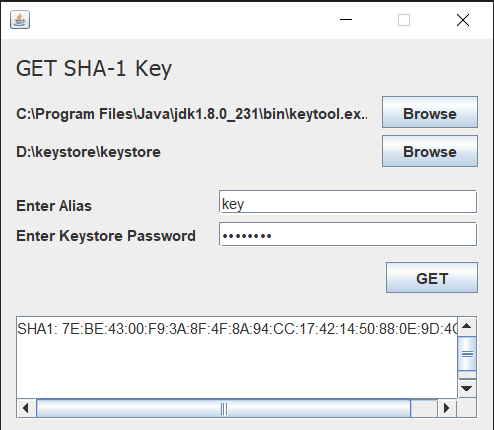 GET SHA-1 Key
C:\Program Files\Java\jdk1.8.0_231\bin\keytool.ex.. Browse
D:\keystore\keystore Browse
Enter Alias key
Enter Keystore Password ••••••••
GET
SHA1: 7E:BE:43:00:F9:3A:8F:4F:8A:94:CC:17:42:14:50:88:0E:9D:4